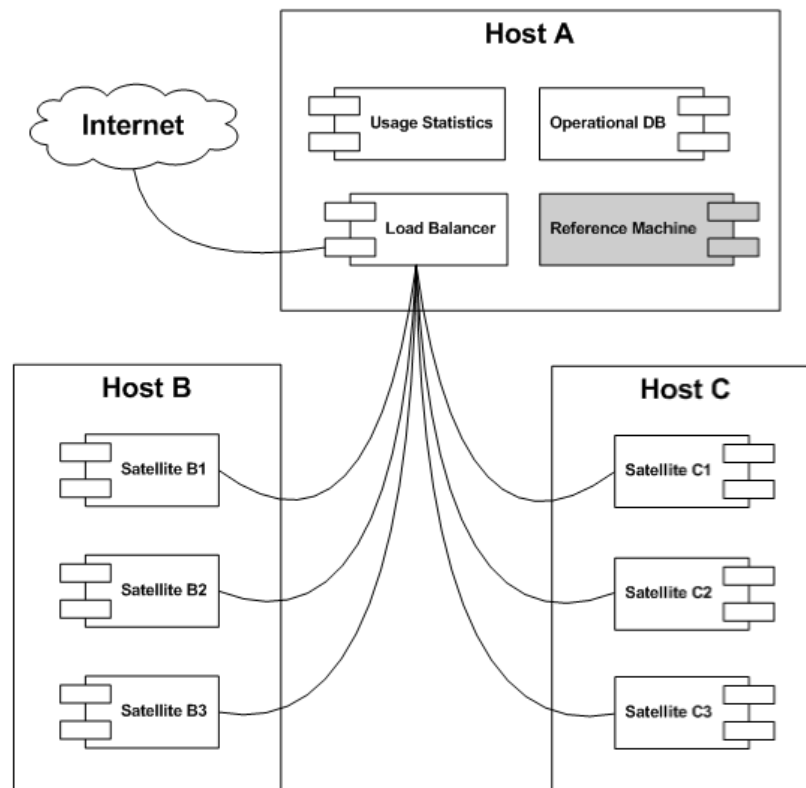 Host A
Internet
Usage Statistics
Operational DB
Load Balancer
Reference Machine
Host B
Host C
Satellite B1
Satellite C1
Satellite B2
Satellite C2
Satellite B3
Satellite C3